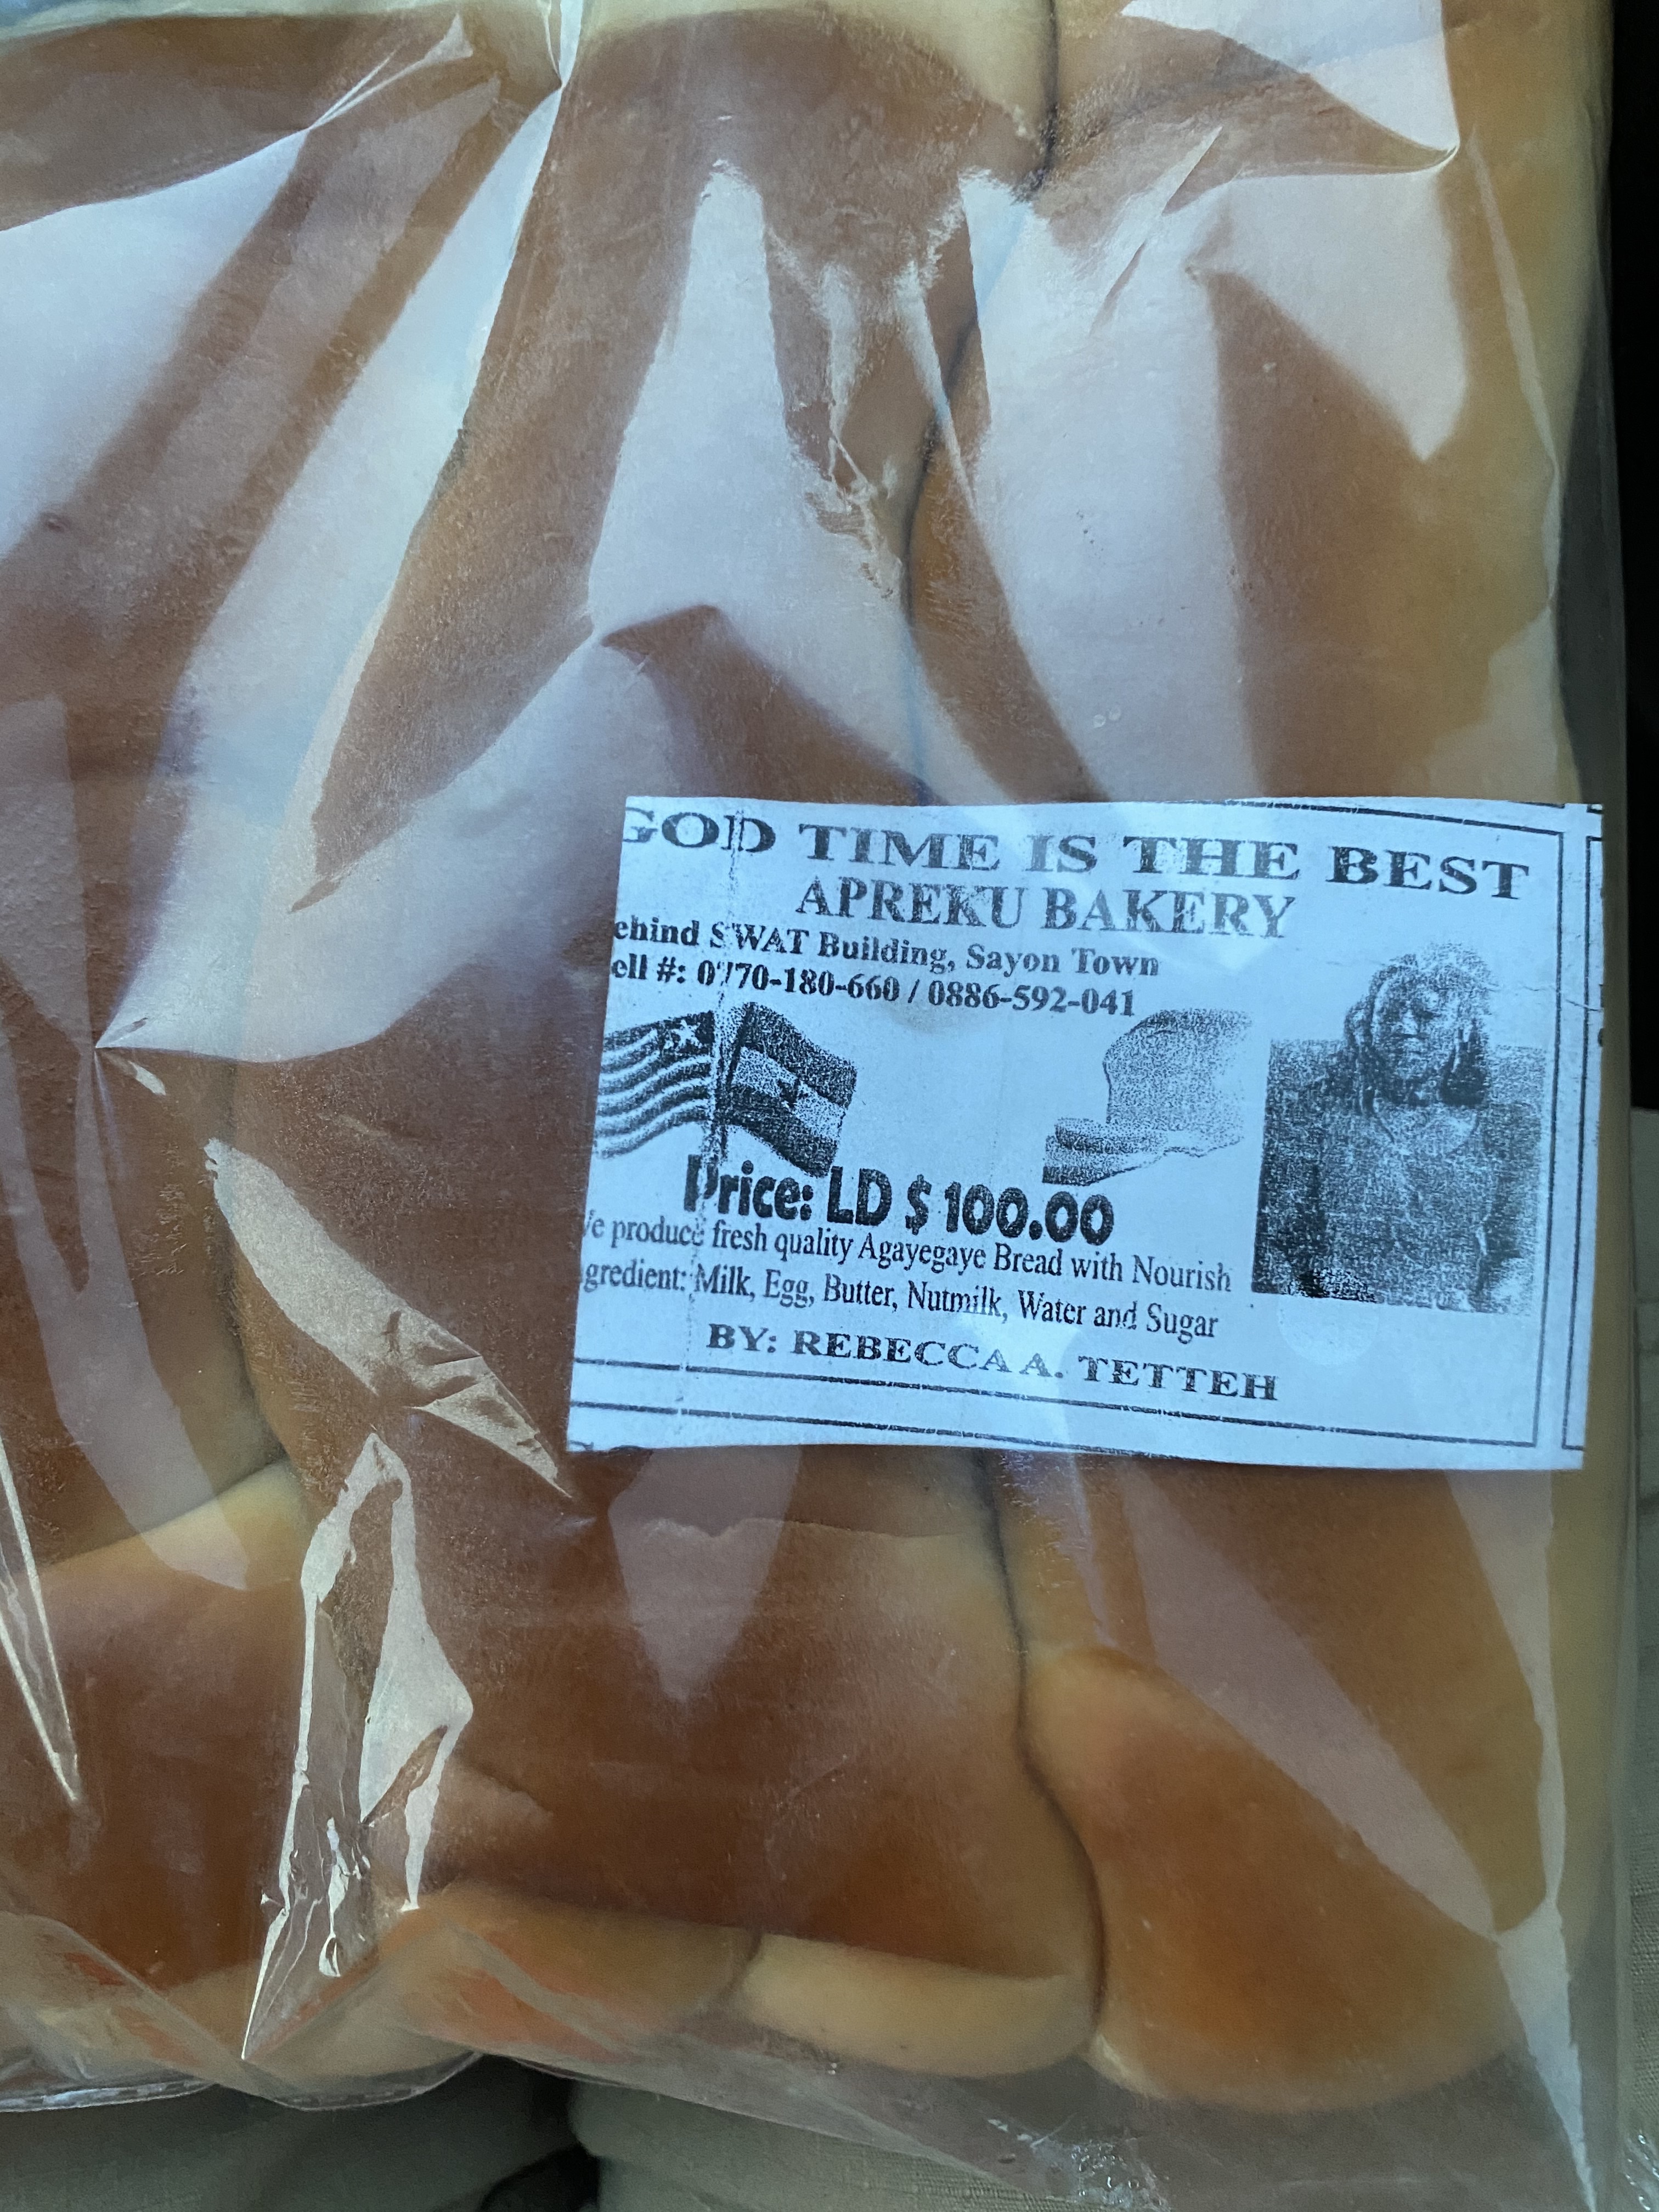 GOD TIME IS THE BEST
APREKU BAKERY
ehind SWAT Building, Sayon Town
ell #: 0770-180-660 / 0886-592-041
Price: LD $ 100.00
e produce fresh quality Agayegaye Bread with Nourish
gredient: Milk, Egg, Butter, Nutmilk, Water and Sugar
BY: REBECCA A. TETTEH